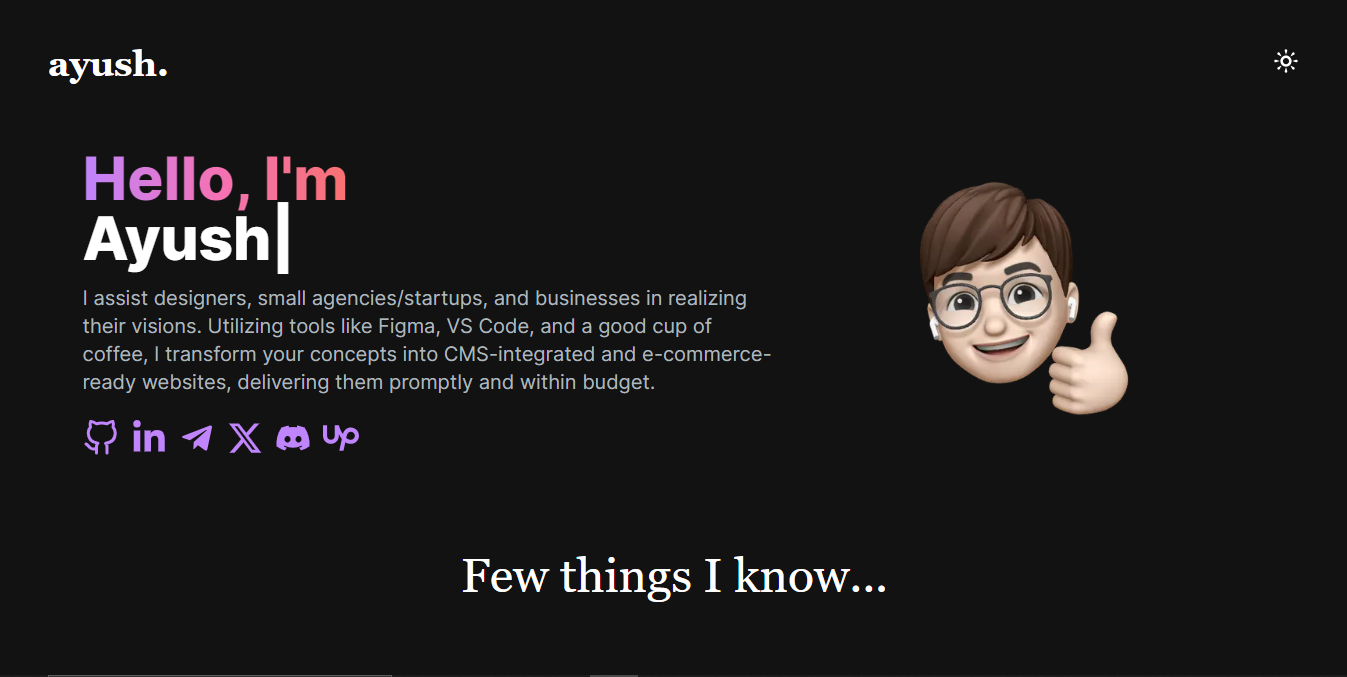 ayush.
Hello, I'm
Ayush|
I assist designers, small agencies/startups, and businesses in realizing
their visions. Utilizing tools like Figma, VS Code, and a good cup of
coffee, I transform your concepts into CMS-integrated and e-commerce-
ready websites, delivering them promptly and within budget.
in
X
up
Few things I know...